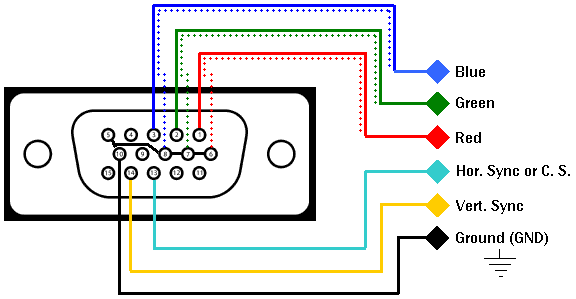 Blue
Green
Red
Hor. Sync or C. S.
Vert. Sync
Ground (GND)
5 4 3 2 1
10 9 8 7 6
15 14 13 12 11